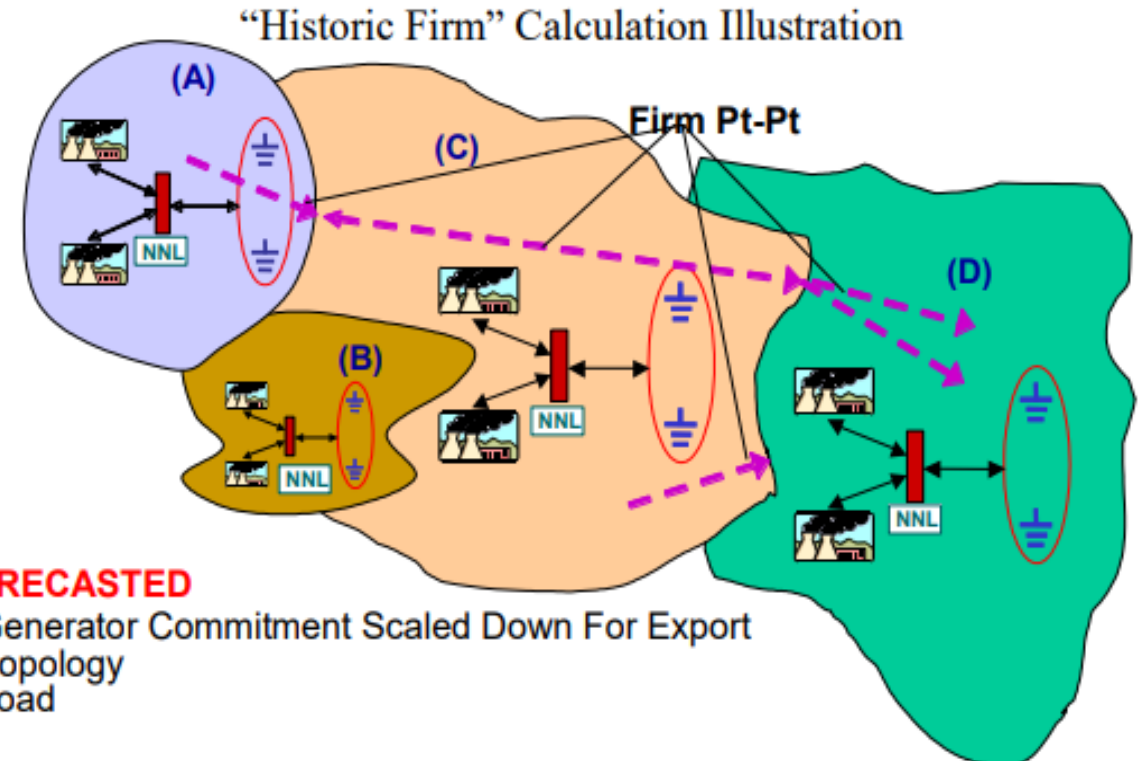 “Historic Firm” Calculation Illustration
(A)
Firm Pt-Pt
(C)
NNL
(D)
(B)
NNL
NNL
NNL
RECASTED
Generator Commitment Scaled Down For Export
opology
oad